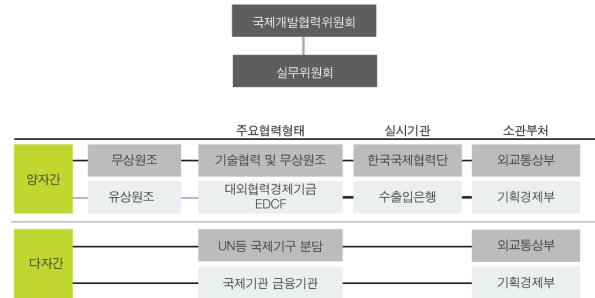 국제개발협력위원회
실무위원회
주요협력형태 실시기관 소관부처
양자간
무상원조 기술협력 및 무상원조 한국국제협력단 외교통상부
유상원조 대외협력경제기금 수출입은행 기획경제부
EDCF
다자간
UN등 국제기구 분담 외교통상부
국제기관 금융기관 기획경제부